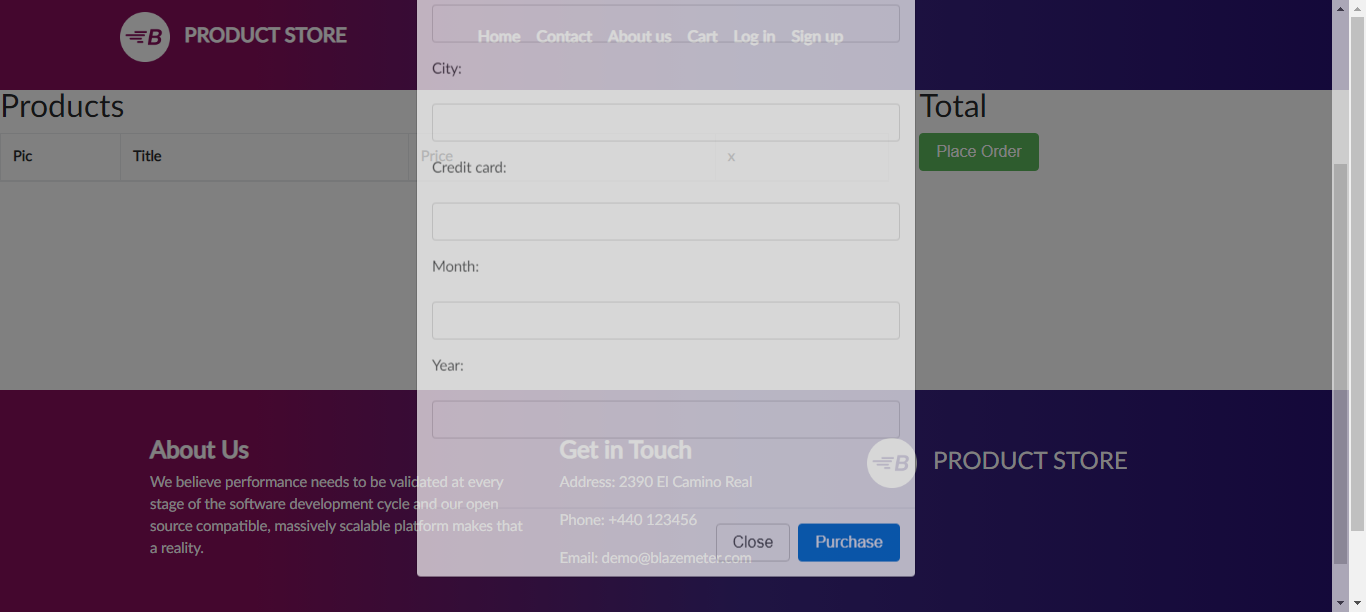 B PRODUCT STORE
Home Contact About us Cart Log in Sign up
City:
Products
Total
Pic Title Price x
Place Order
Credit card:
Month:
Year:
About Us
We believe performance needs to be validated at every
stage of the software development cycle and our open
source compatible, massively scalable platform makes that
a reality.
Get in Touch
Address: 2390 El Camino Real
Phone: +440 123456
Email: demo@blazemeter.com
B PRODUCT STORE
Close Purchase